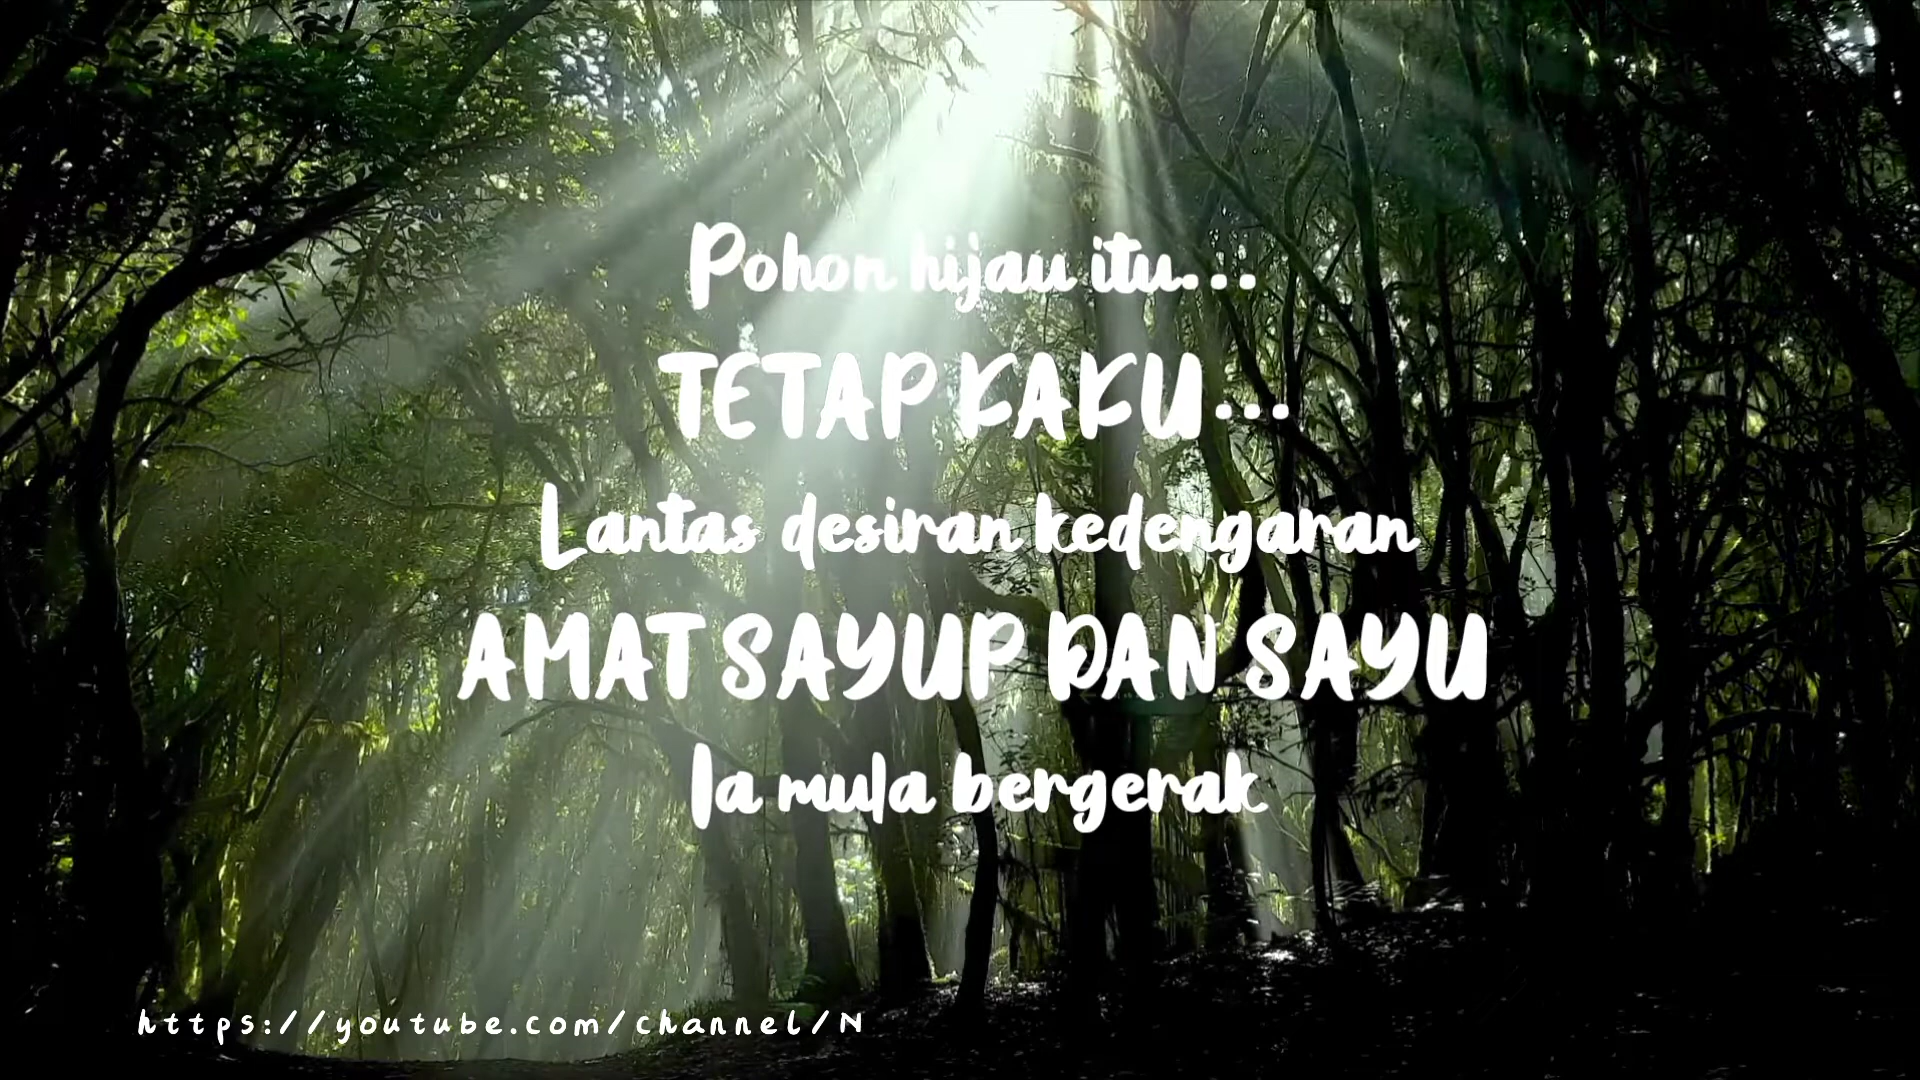 Pohon hijau itu...
TETAP KAKU...
Lantas desiran kedengaran
AMAT SAYUP DAN SAYU
Ia mula bergerak
https://youtube.com/channel/N